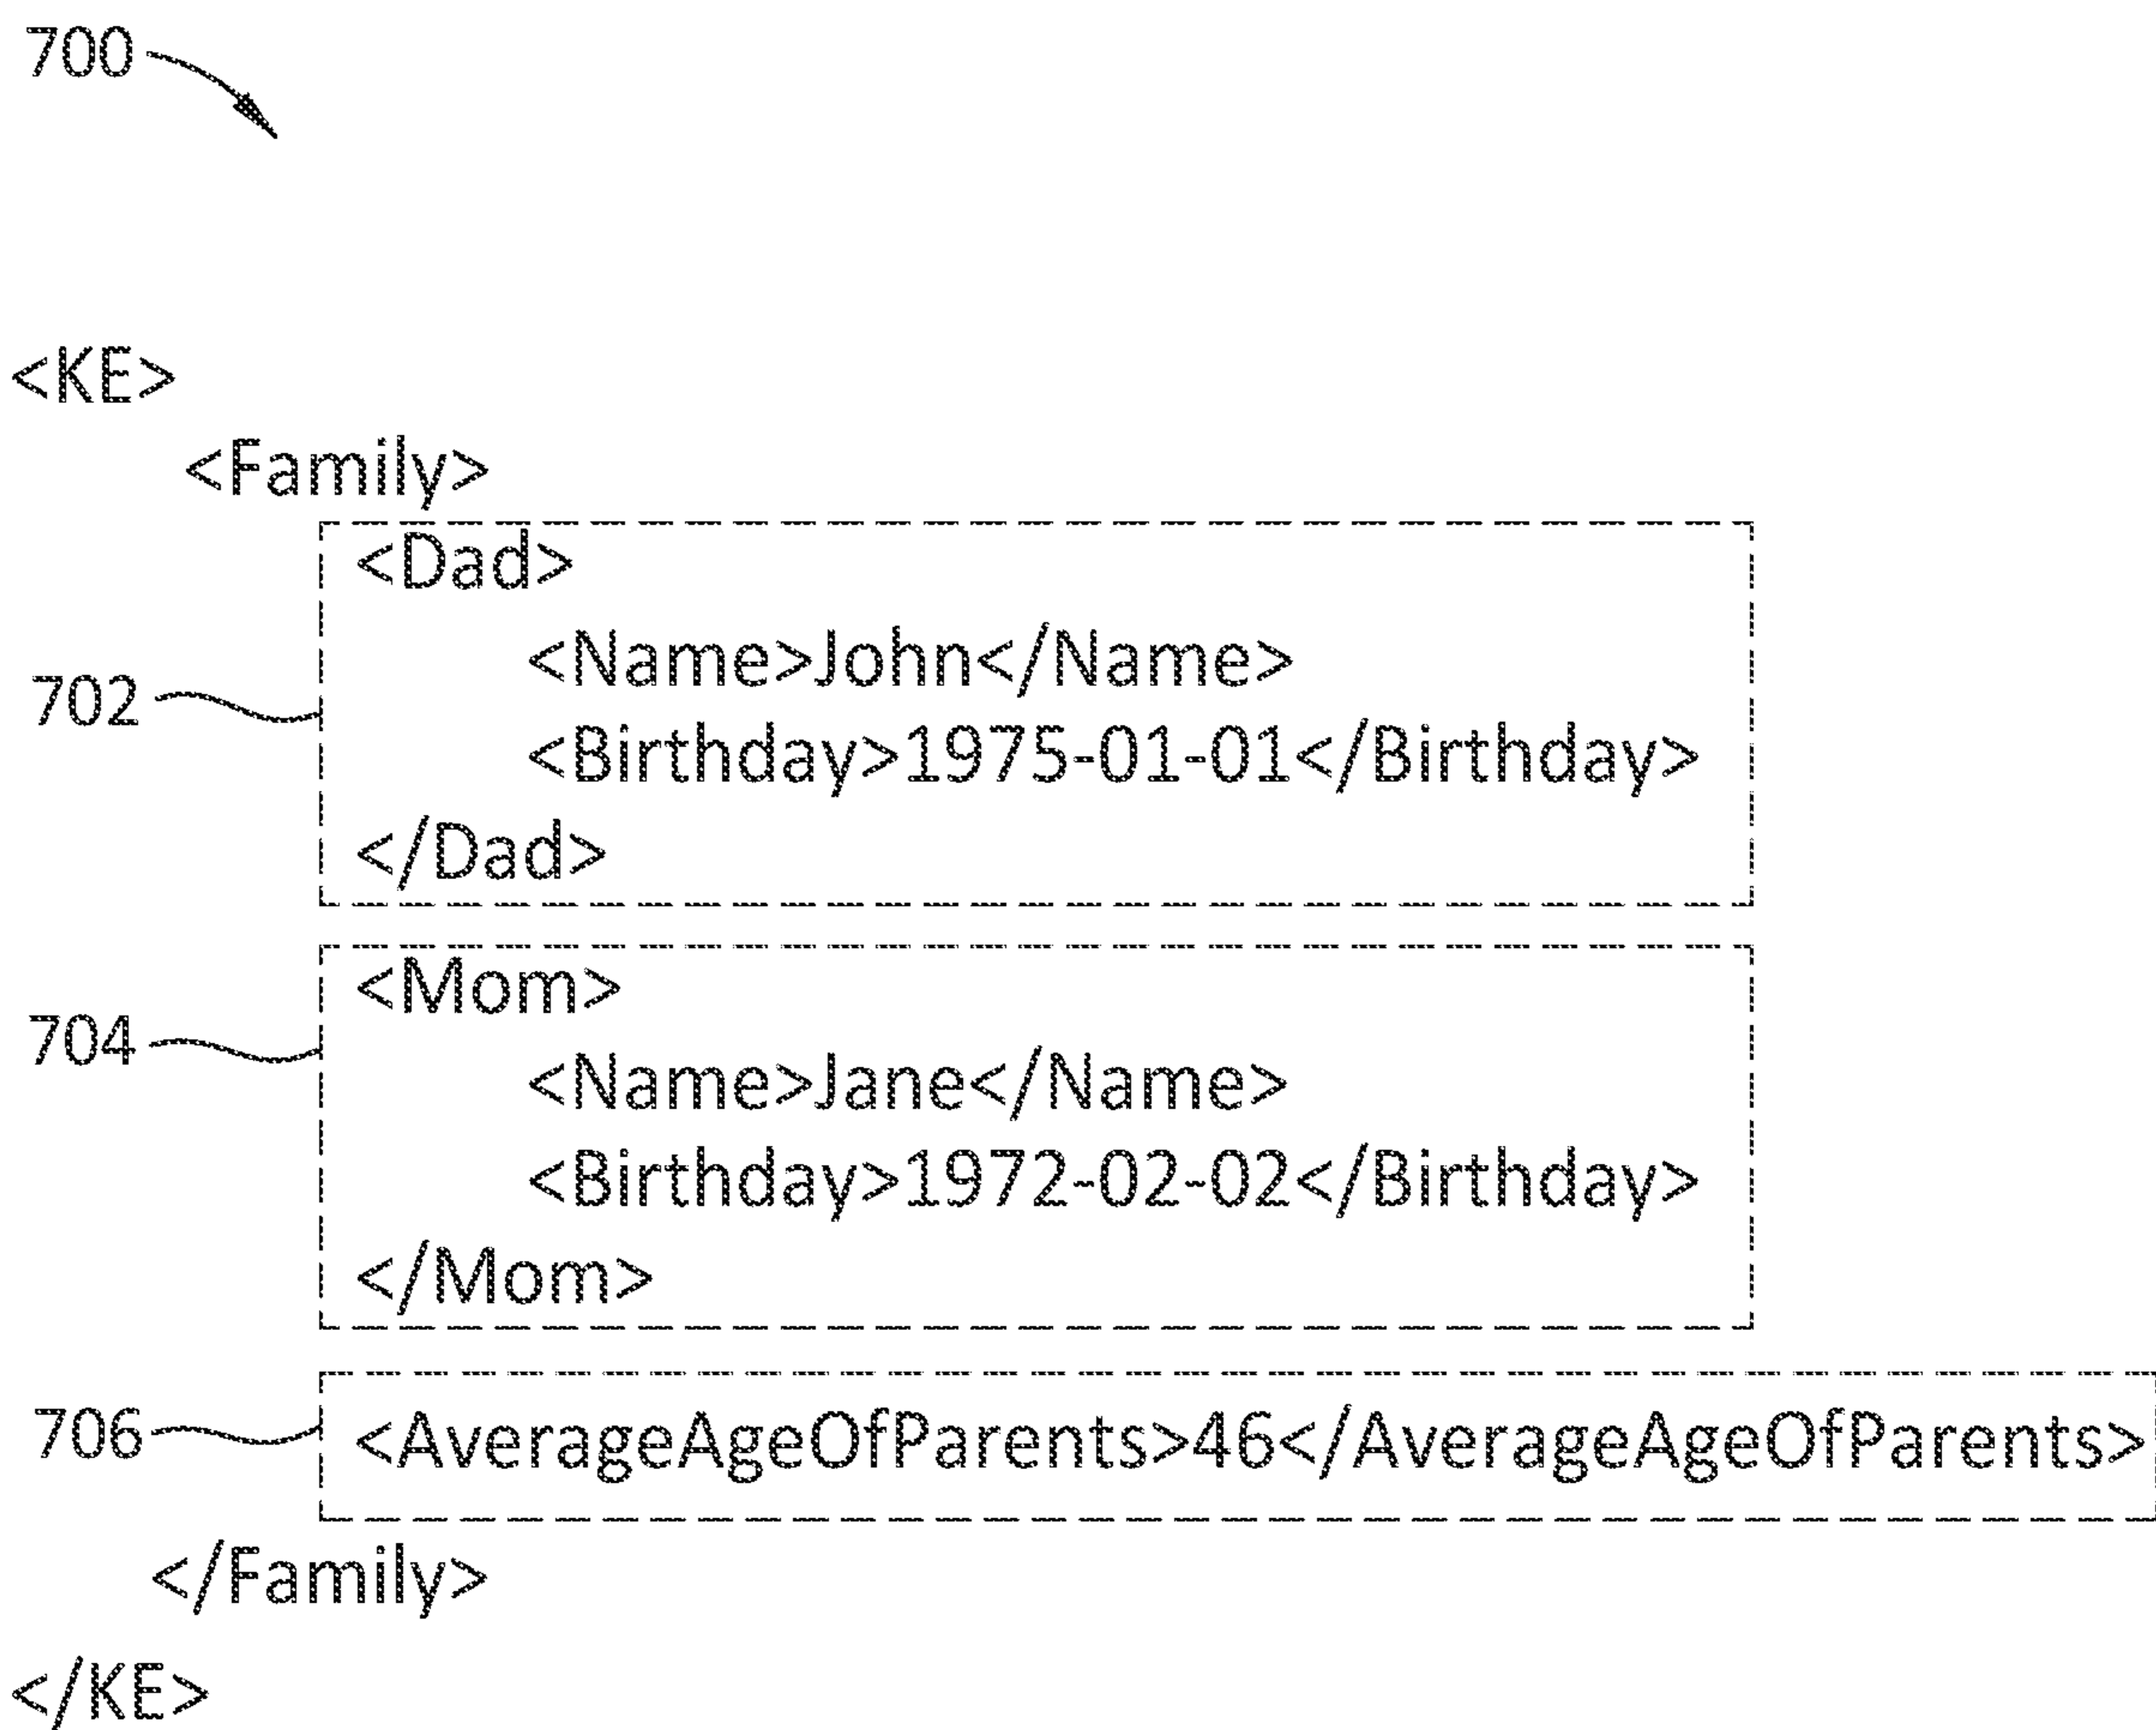 700
<KE>
<Family>
<Dad>
<Name>John</Name>
702
<Birthday>1975-01-01</Birthday>
</Dad>
<Mom>
704
<Name>Jane</Name>
<Birthday>1972-02-02</Birthday>
</Mom>
706 <AverageAgeOfParents>46</AverageAgeOfParents>
</Family>
</KE>